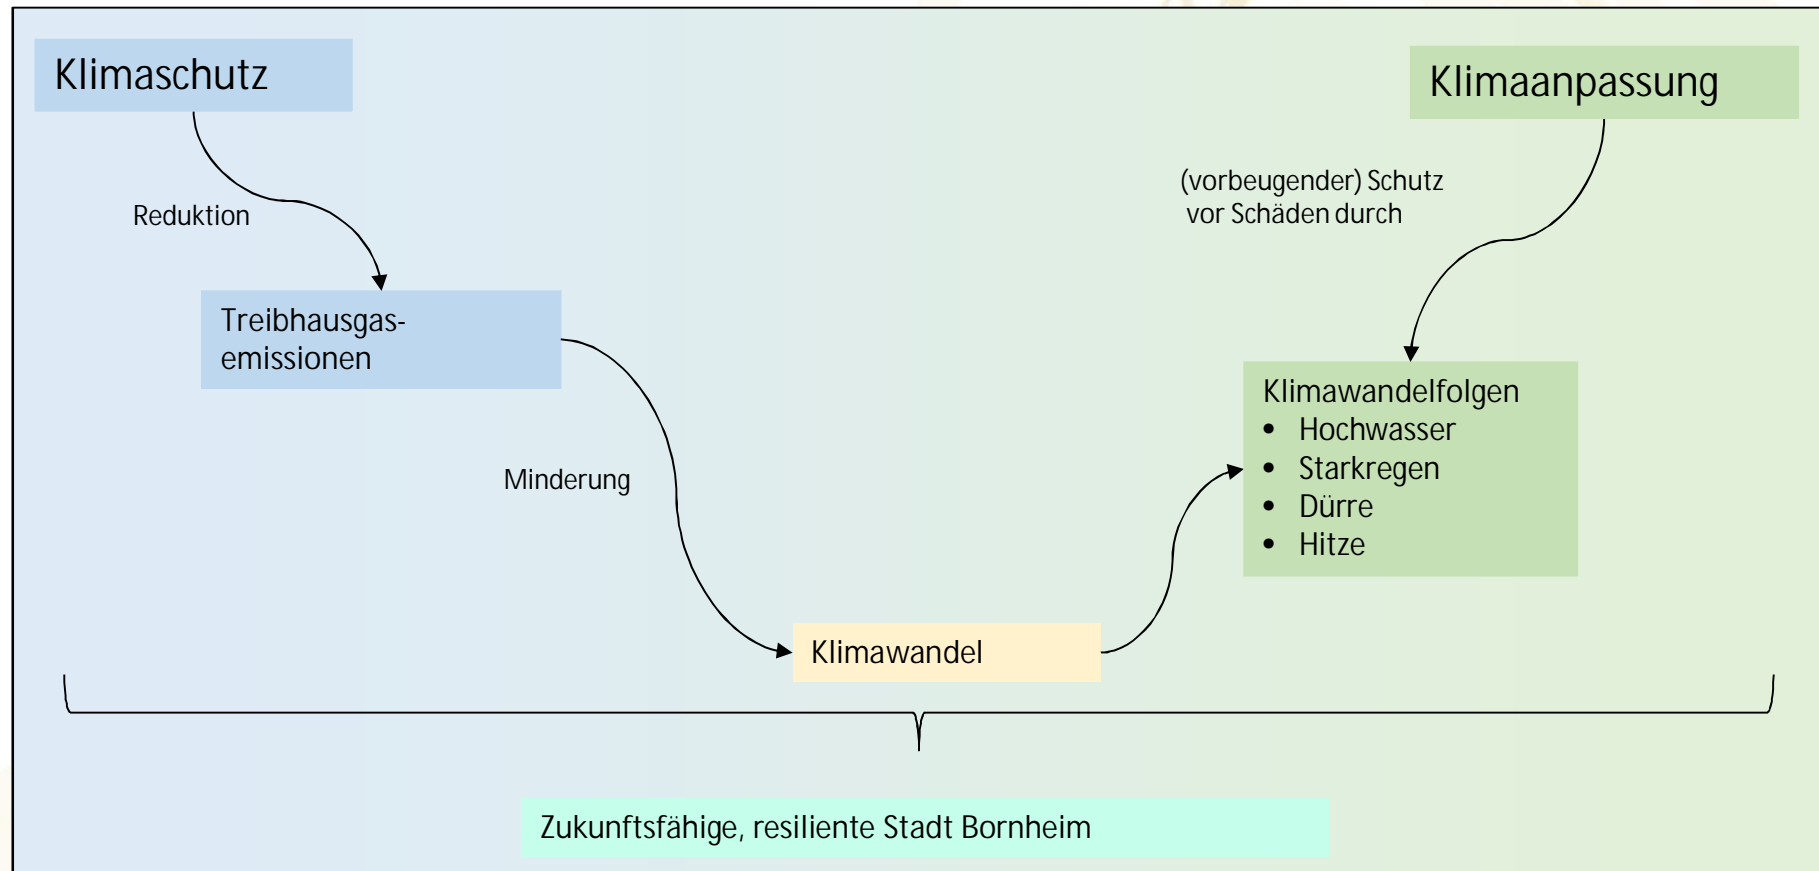 Klimaschutz
Klimaanpassung
Reduktion
(vorbeugender) Schutz
vor Schäden durch
Treibhausgas-
emissionen
Klimawandelfolgen
• Hochwasser
• Starkregen
• Dürre
• Hitze
Minderung
Klimawandel
Zukunftsfähige, resiliente Stadt Bornheim